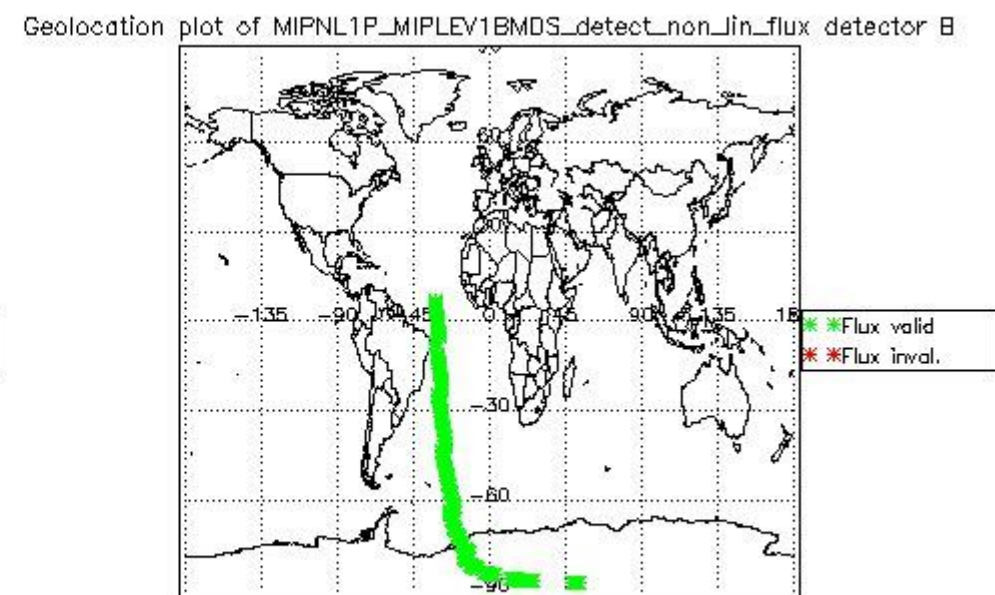 Geolocation plot of MIPNL1P_MIPLEV1BMDS_detect_non_lin_flux detector B
60
-135 -90 45 0 45 90 135 18
Flux valid
Flux inval.
-30
-60
-90